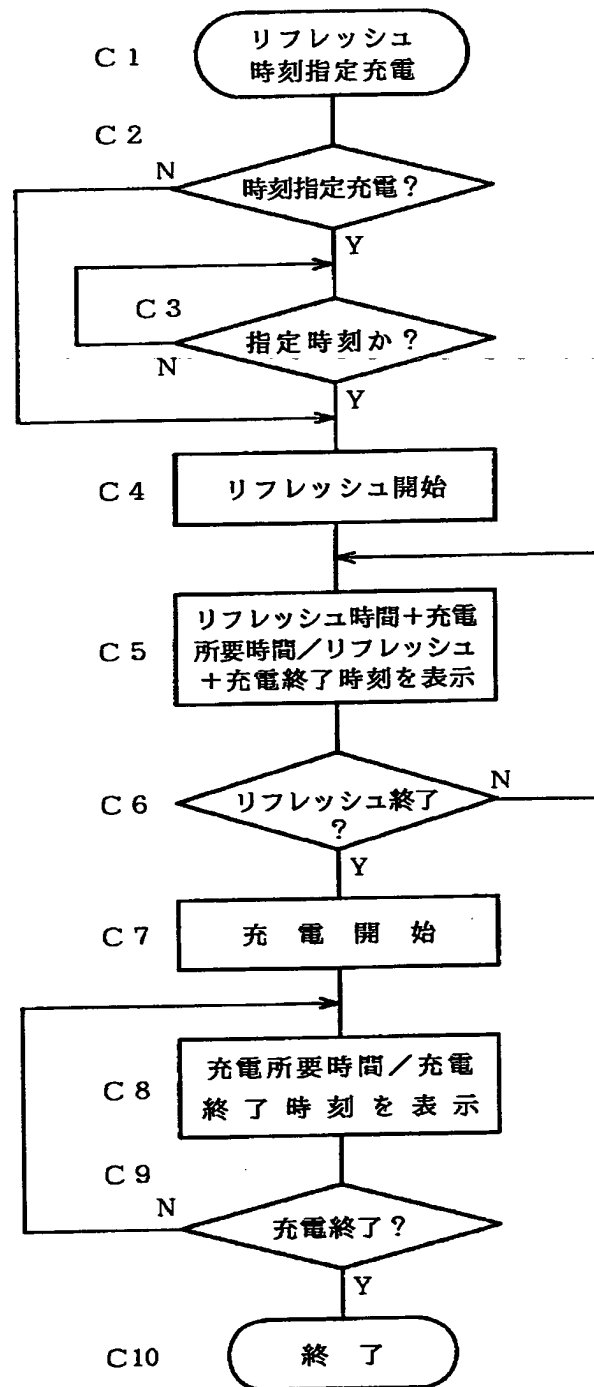 C1
リフレッシュ
時刻指定充電
C2
N
時刻指定充電?
Y
C3
指定時刻か?
N
Y
C4
リフレッシュ開始
C5
リフレッシュ時間+充電
所要時間/リフレッシュ
+充電終了時刻を表示
N
C6
リフレッシュ終了
?
Y
C7
充電開始
C8
充電所要時間/充電
終了時刻を表示
C9
N
充電終了?
Y
C10
終了